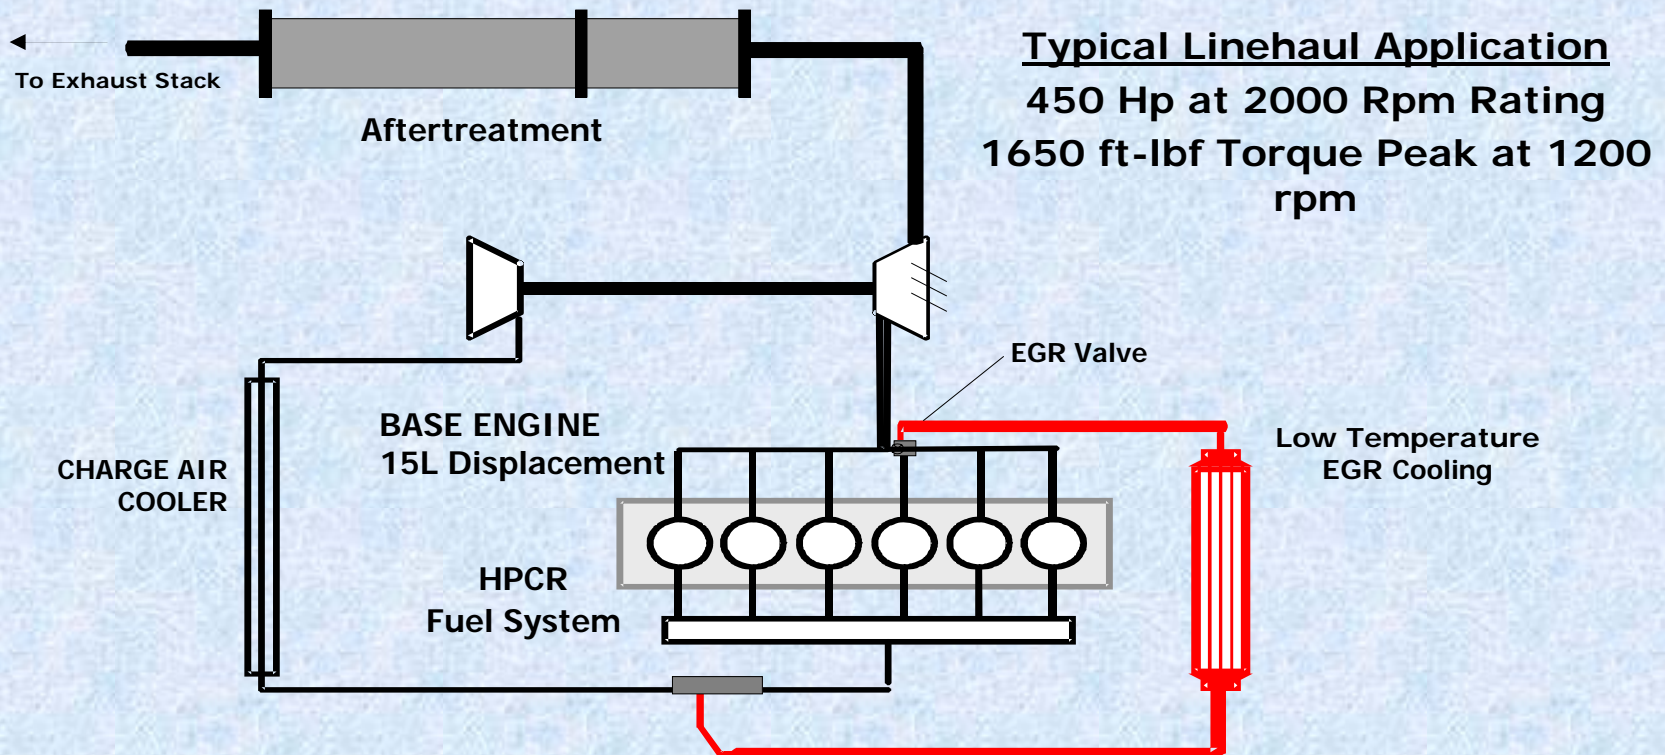 Typical Linehaul Application
450 Hp at 2000 Rpm Rating
1650 ft-lbf Torque Peak at 1200
rpm
To Exhaust Stack
Aftertreatment
EGR Valve
BASE ENGINE
15L Displacement
Low Temperature
EGR Cooling
CHARGE AIR
COOLER
HPCR
Fuel System